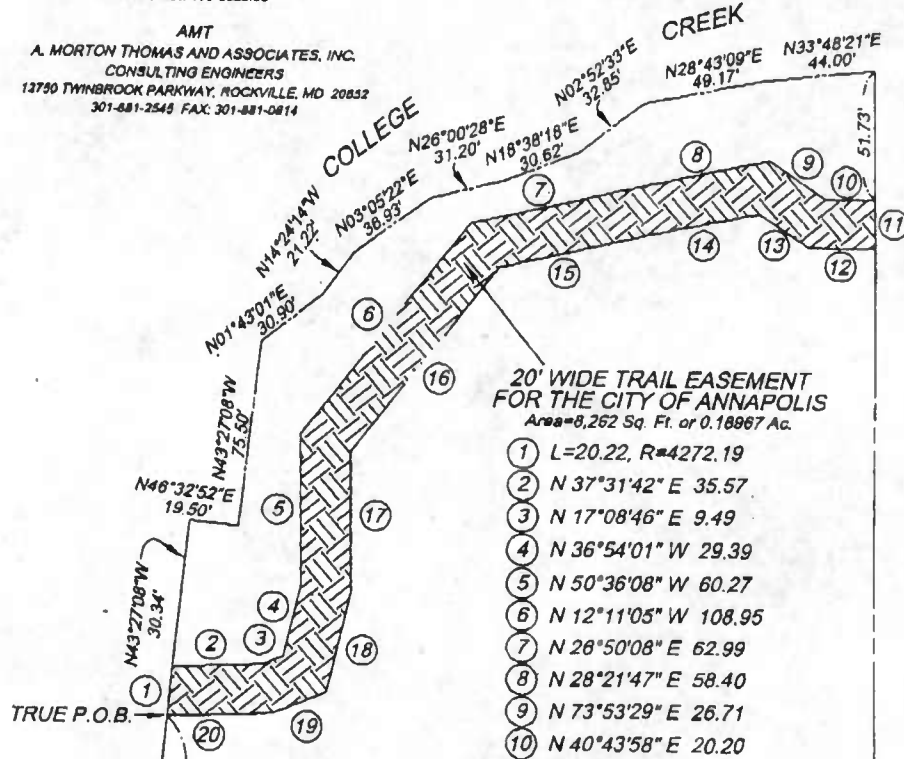 AMT
A. MORTON THOMAS AND ASSOCIATES, INC.
CONSULTING ENGINEERS
12750 TWINBROOK PARKWAY, ROCKVILLE, MD 20852
301-881-2545 FAX: 301-881-0814
COLLEGE
CREEK
N33°48'21"E
44.00'
N28°43'09"E
49.17'
N02°52'33"E
32.85'
N18°38'18"E
30.62'
N26°00'28"E
31.20'
N03°05'22"E
38.93'
N14°24'14"W
21.22'
N01°43'01"E
30.90'
N43°27'08"W
75.50'
N46°32'52"E
19.50'
N43°27'08"W
30.34'
51.73'
7
8
9
10
11
12
13
14
15
6
16
5
17
4
3
2
18
1
19
20
TRUE P.O.B.
20' WIDE TRAIL EASEMENT
FOR THE CITY OF ANNAPOLIS
Area=8,262 Sq. Ft. or 0.18967 Ac.
1 L=20.22, R=4272.19
2 N 37°31'42" E 35.57
3 N 17°08'46" E 9.49
4 N 36°54'01" W 29.39
5 N 50°36'08" W 60.27
6 N 12°11'05" W 108.95
7 N 26°50'08" E 62.99
8 N 28°21'47" E 58.40
9 N 73°53'29" E 26.71
10 N 40°43'58" E 20.20